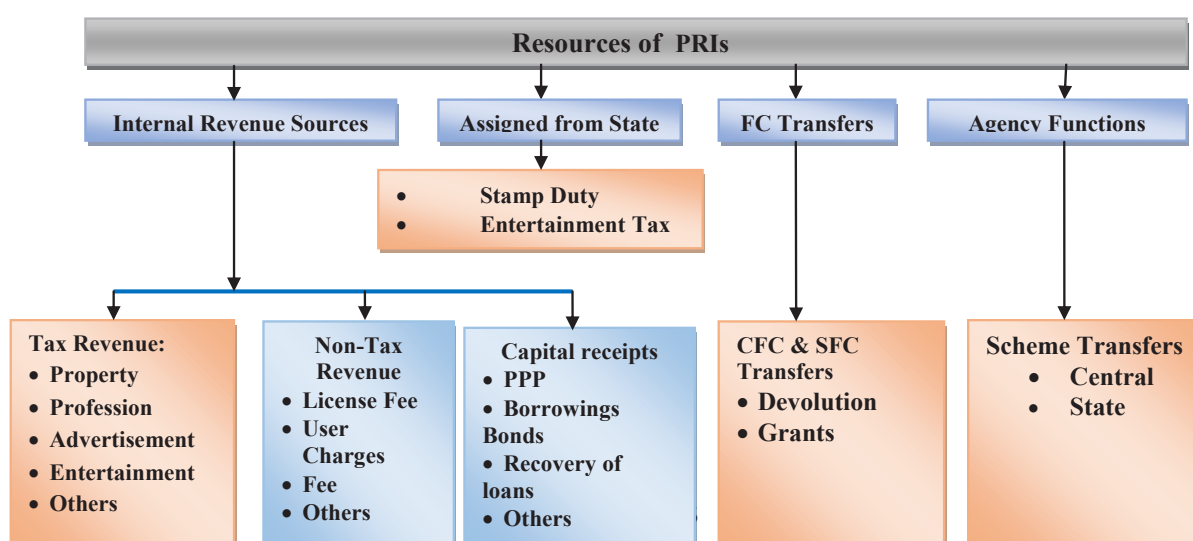 Resources of PRIs
Internal Revenue Sources
Assigned from State
FC Transfers
Agency Functions
• Stamp Duty
• Entertainment Tax
Tax Revenue:
• Property
• Profession
• Advertisement
• Entertainment
• Others
Non-Tax
Revenue
• License Fee
• User
Charges
• Fee
• Others
Capital receipts
• PPP
• Borrowings
Bonds
• Recovery of
loans
• Others
CFC & SFC
Transfers
• Devolution
• Grants
Scheme Transfers
• Central
• State